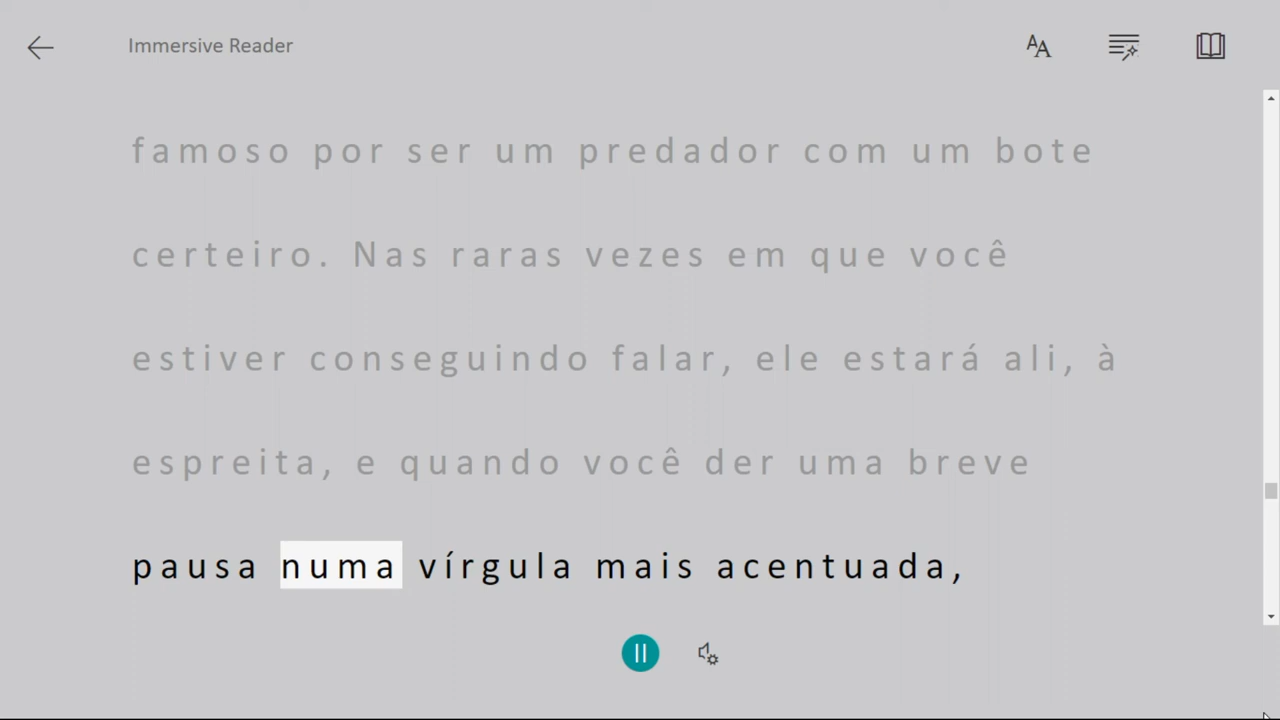 Immersive Reader
famoso por ser um predador com um bote
certeiro. Nas raras vezes em que você
estiver conseguindo falar, ele estará ali, à
espreita, e quando você der uma breve
pausa numa vírgula mais acentuada,